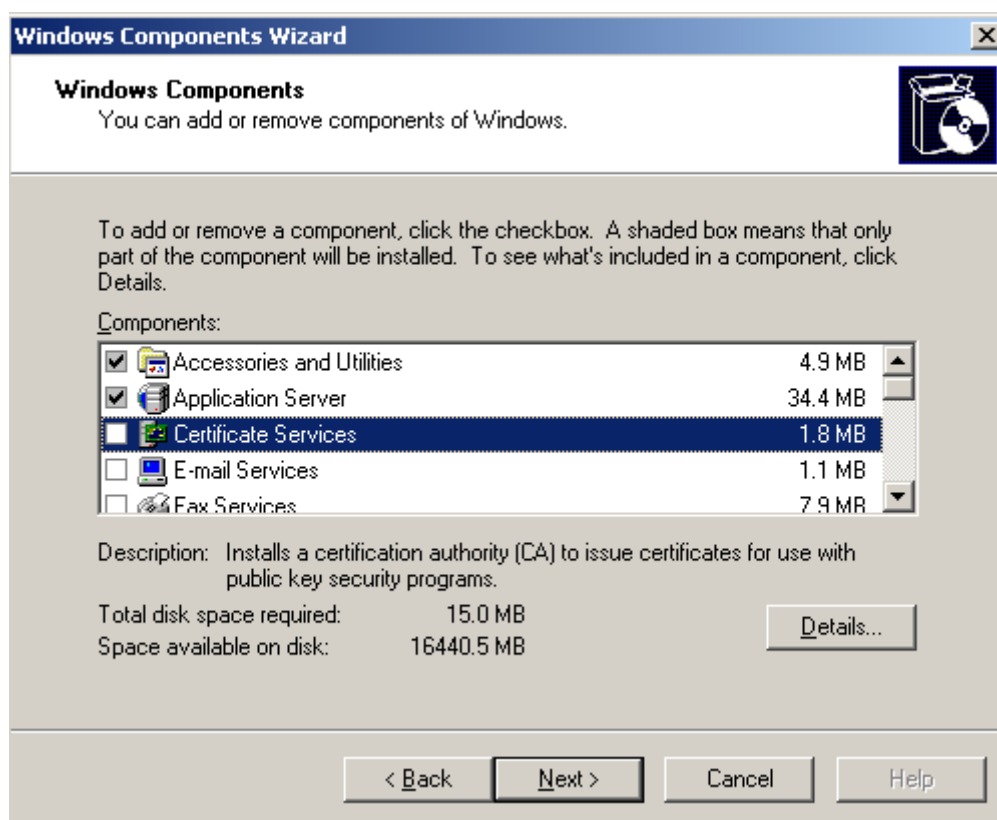 Windows Components Wizard
Windows Components
You can add or remove components of Windows.
To add or remove a component, click the checkbox. A shaded box means that only
part of the component will be installed. To see what's included in a component, click
Details.
Components:
Accessories and Utilities 4.9 MB
Application Server 34.4 MB
Certificate Services 1.8 MB
E-mail Services 1.1 MB
Fax Services 7.9 MB
Description: Installs a certification authority (CA) to issue certificates for use with
public key security programs.
Total disk space required: 15.0 MB
Space available on disk: 16440.5 MB
Details...
< Back Next > Cancel Help